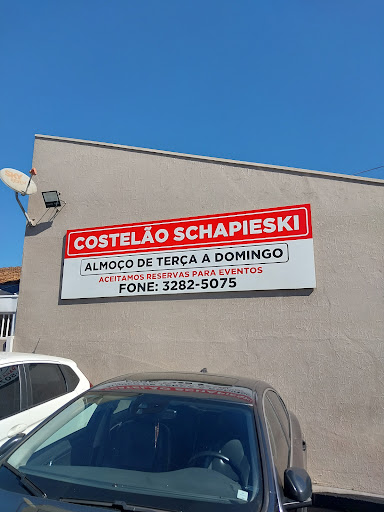 COSTELÃO SCHAPIESKI
ALMOÇO DE TERÇA A DOMINGO
ACEITAMOS RESERVAS PARA EVENTOS
FONE: 3282-5075